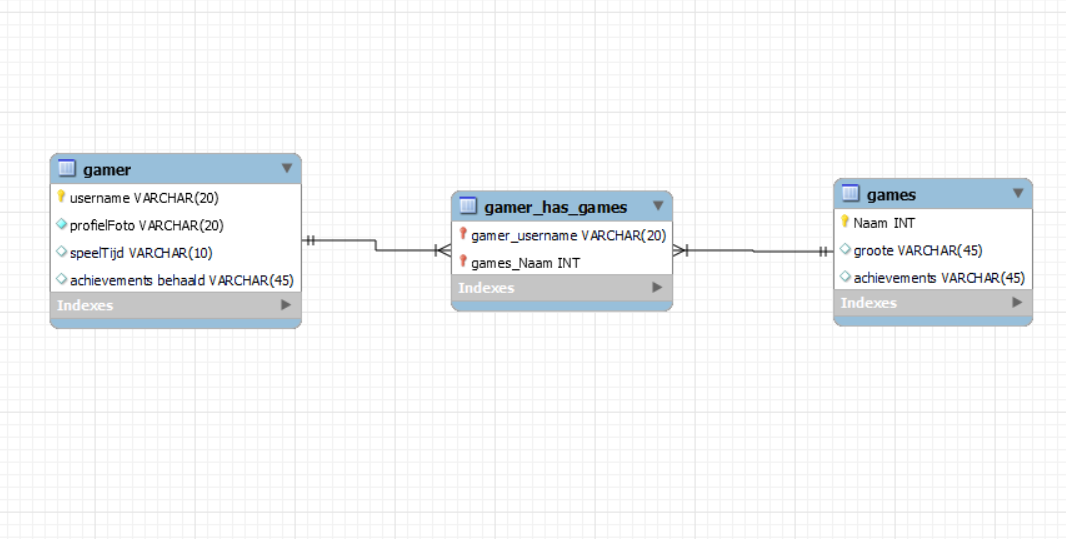 gamer
username VARCHAR(20)
profielFoto VARCHAR(20)
speelTijd VARCHAR(10)
achievements behaald VARCHAR(45)
Indexes
gamer_has_games
gamer_username VARCHAR(20)
games_Naam INT
Indexes
games
Naam INT
groote VARCHAR(45)
achievements VARCHAR(45)
Indexes